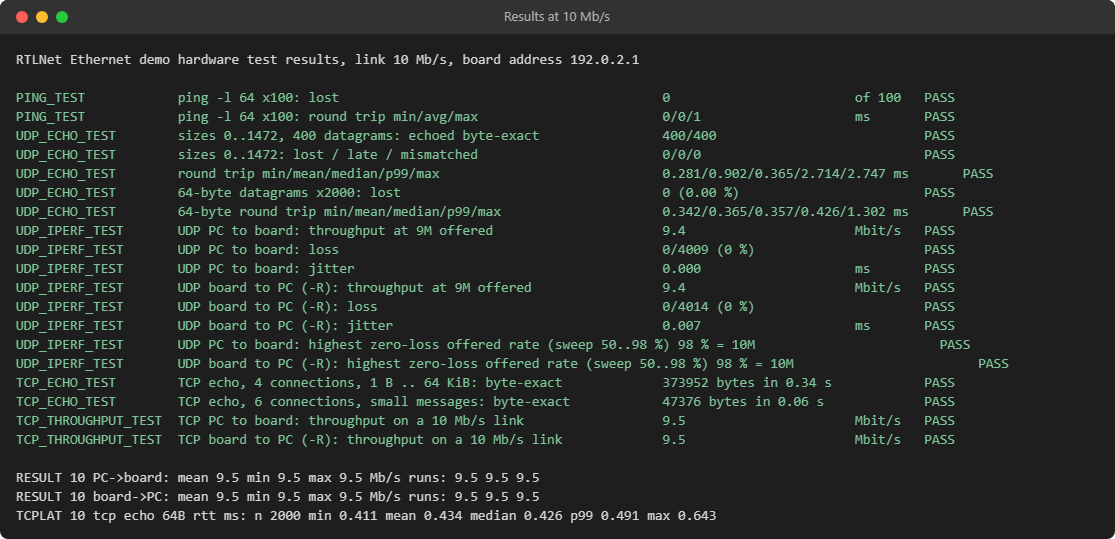 Results at 10 Mb/s
RTLNet Ethernet demo hardware test results, link 10 Mb/s, board address 192.0.2.1
PING_TEST ping -l 64 x100: lost 0 of 100 PASS
PING_TEST ping -l 64 x100: round trip min/avg/max 0/0/1 ms PASS
UDP_ECHO_TEST sizes 0..1472, 400 datagrams: echoed byte-exact 400/400 PASS
UDP_ECHO_TEST sizes 0..1472: lost / late / mismatched 0/0/0 PASS
UDP_ECHO_TEST round trip min/mean/median/p99/max 0.281/0.902/0.365/2.714/2.747 ms PASS
UDP_ECHO_TEST 64-byte datagrams x2000: lost 0 (0.00 %) PASS
UDP_ECHO_TEST 64-byte round trip min/mean/median/p99/max 0.342/0.365/0.357/0.426/1.302 ms PASS
UDP_IPERF_TEST UDP PC to board: throughput at 9M offered 9.4 Mbit/s PASS
UDP_IPERF_TEST UDP PC to board: loss 0/4009 (0 %) PASS
UDP_IPERF_TEST UDP PC to board: jitter 0.000 ms PASS
UDP_IPERF_TEST UDP board to PC (-R): throughput at 9M offered 9.4 Mbit/s PASS
UDP_IPERF_TEST UDP board to PC (-R): loss 0/4014 (0 %) PASS
UDP_IPERF_TEST UDP board to PC (-R): jitter 0.007 ms PASS
UDP_IPERF_TEST UDP PC to board: highest zero-loss offered rate (sweep 50..98 %) 98 % = 10M PASS
UDP_IPERF_TEST UDP board to PC (-R): highest zero-loss offered rate (sweep 50..98 %) 98 % = 10M PASS
TCP_ECHO_TEST TCP echo, 4 connections, 1 B .. 64 KiB: byte-exact 373952 bytes in 0.34 s PASS
TCP_ECHO_TEST TCP echo, 6 connections, small messages: byte-exact 47376 bytes in 0.06 s PASS
TCP_THROUGHPUT_TEST TCP PC to board: throughput on a 10 Mb/s link 9.5 Mbit/s PASS
TCP_THROUGHPUT_TEST TCP board to PC (-R): throughput on a 10 Mb/s link 9.5 Mbit/s PASS
RESULT 10 PC->board: mean 9.5 min 9.5 max 9.5 Mb/s runs: 9.5 9.5 9.5
RESULT 10 board->PC: mean 9.5 min 9.5 max 9.5 Mb/s runs: 9.5 9.5 9.5
TCPLAT 10 tcp echo 64B rtt ms: n 2000 min 0.411 mean 0.434 median 0.426 p99 0.491 max 0.643